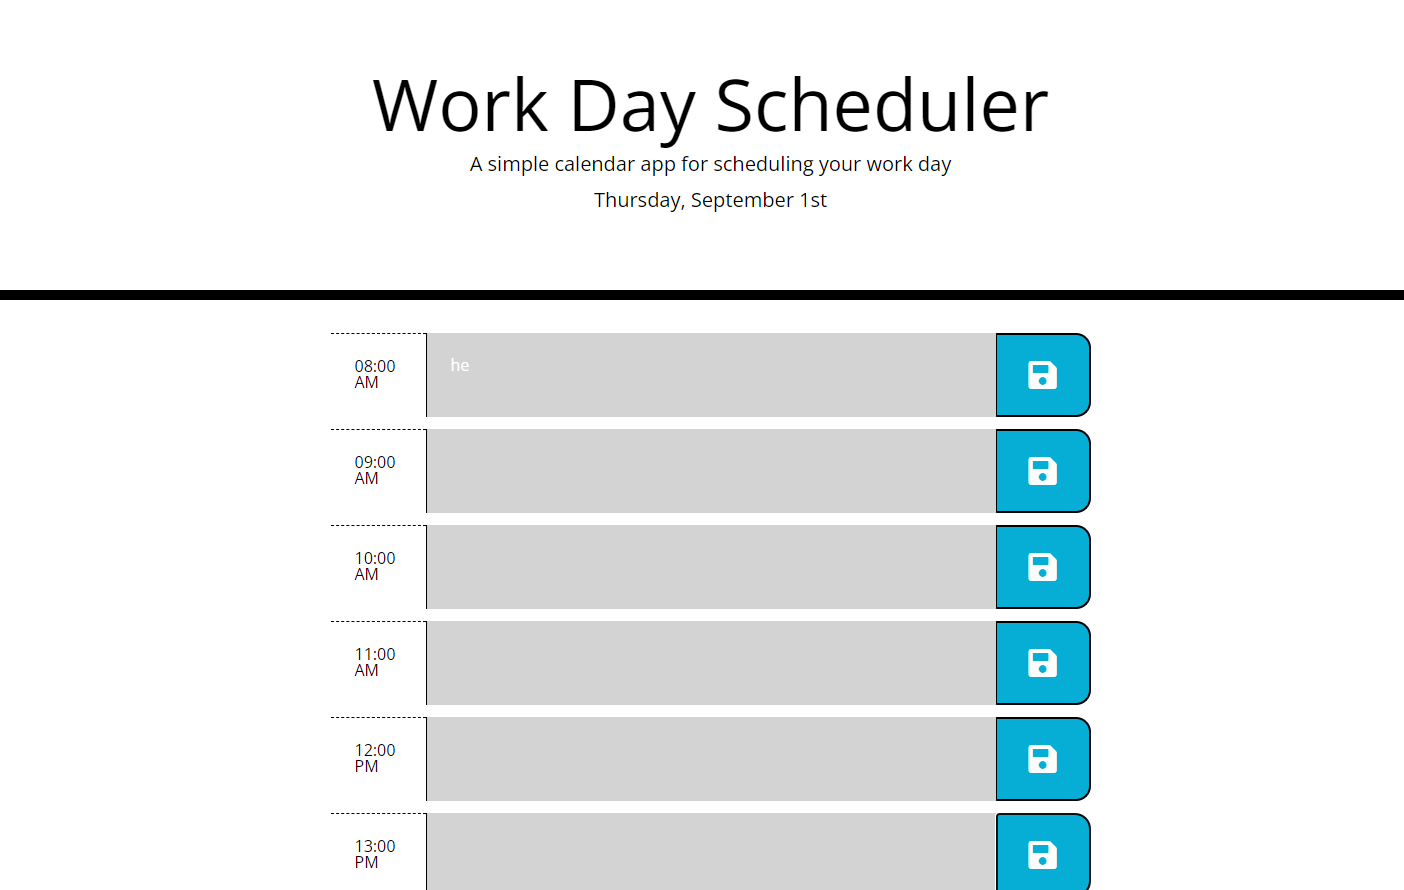 Work Day Scheduler
A simple calendar app for scheduling your work day
Thursday, September 1st
08:00
AM
he
09:00
AM
10:00
AM
11:00
AM
12:00
PM
13:00
PM